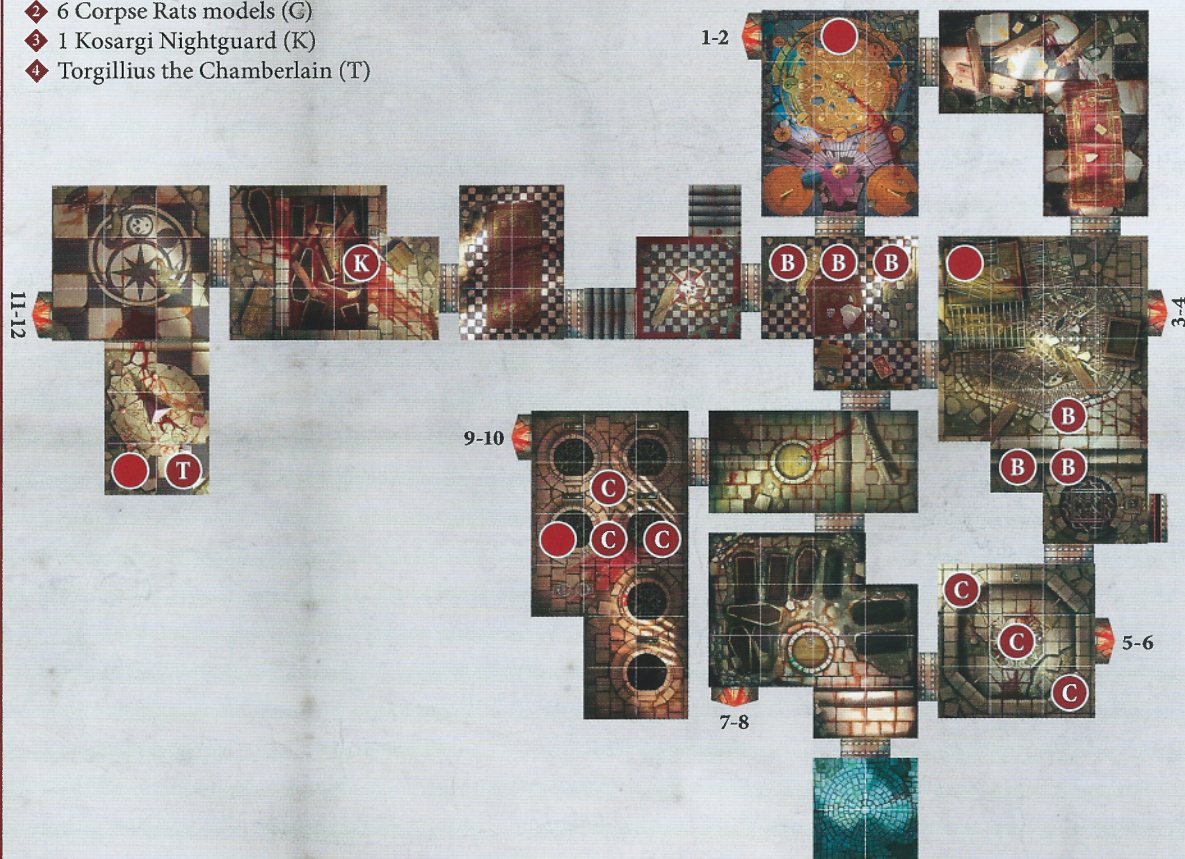 2 6 Corpse Rats models (C)
3 1 Kosargi Nightguard (K)
4 Torgillius the Chamberlain (T)
1-2
B B B
K
3-4
11-12
B
9-10
T
B B
C
C C
C
C
5-6
C
7-8